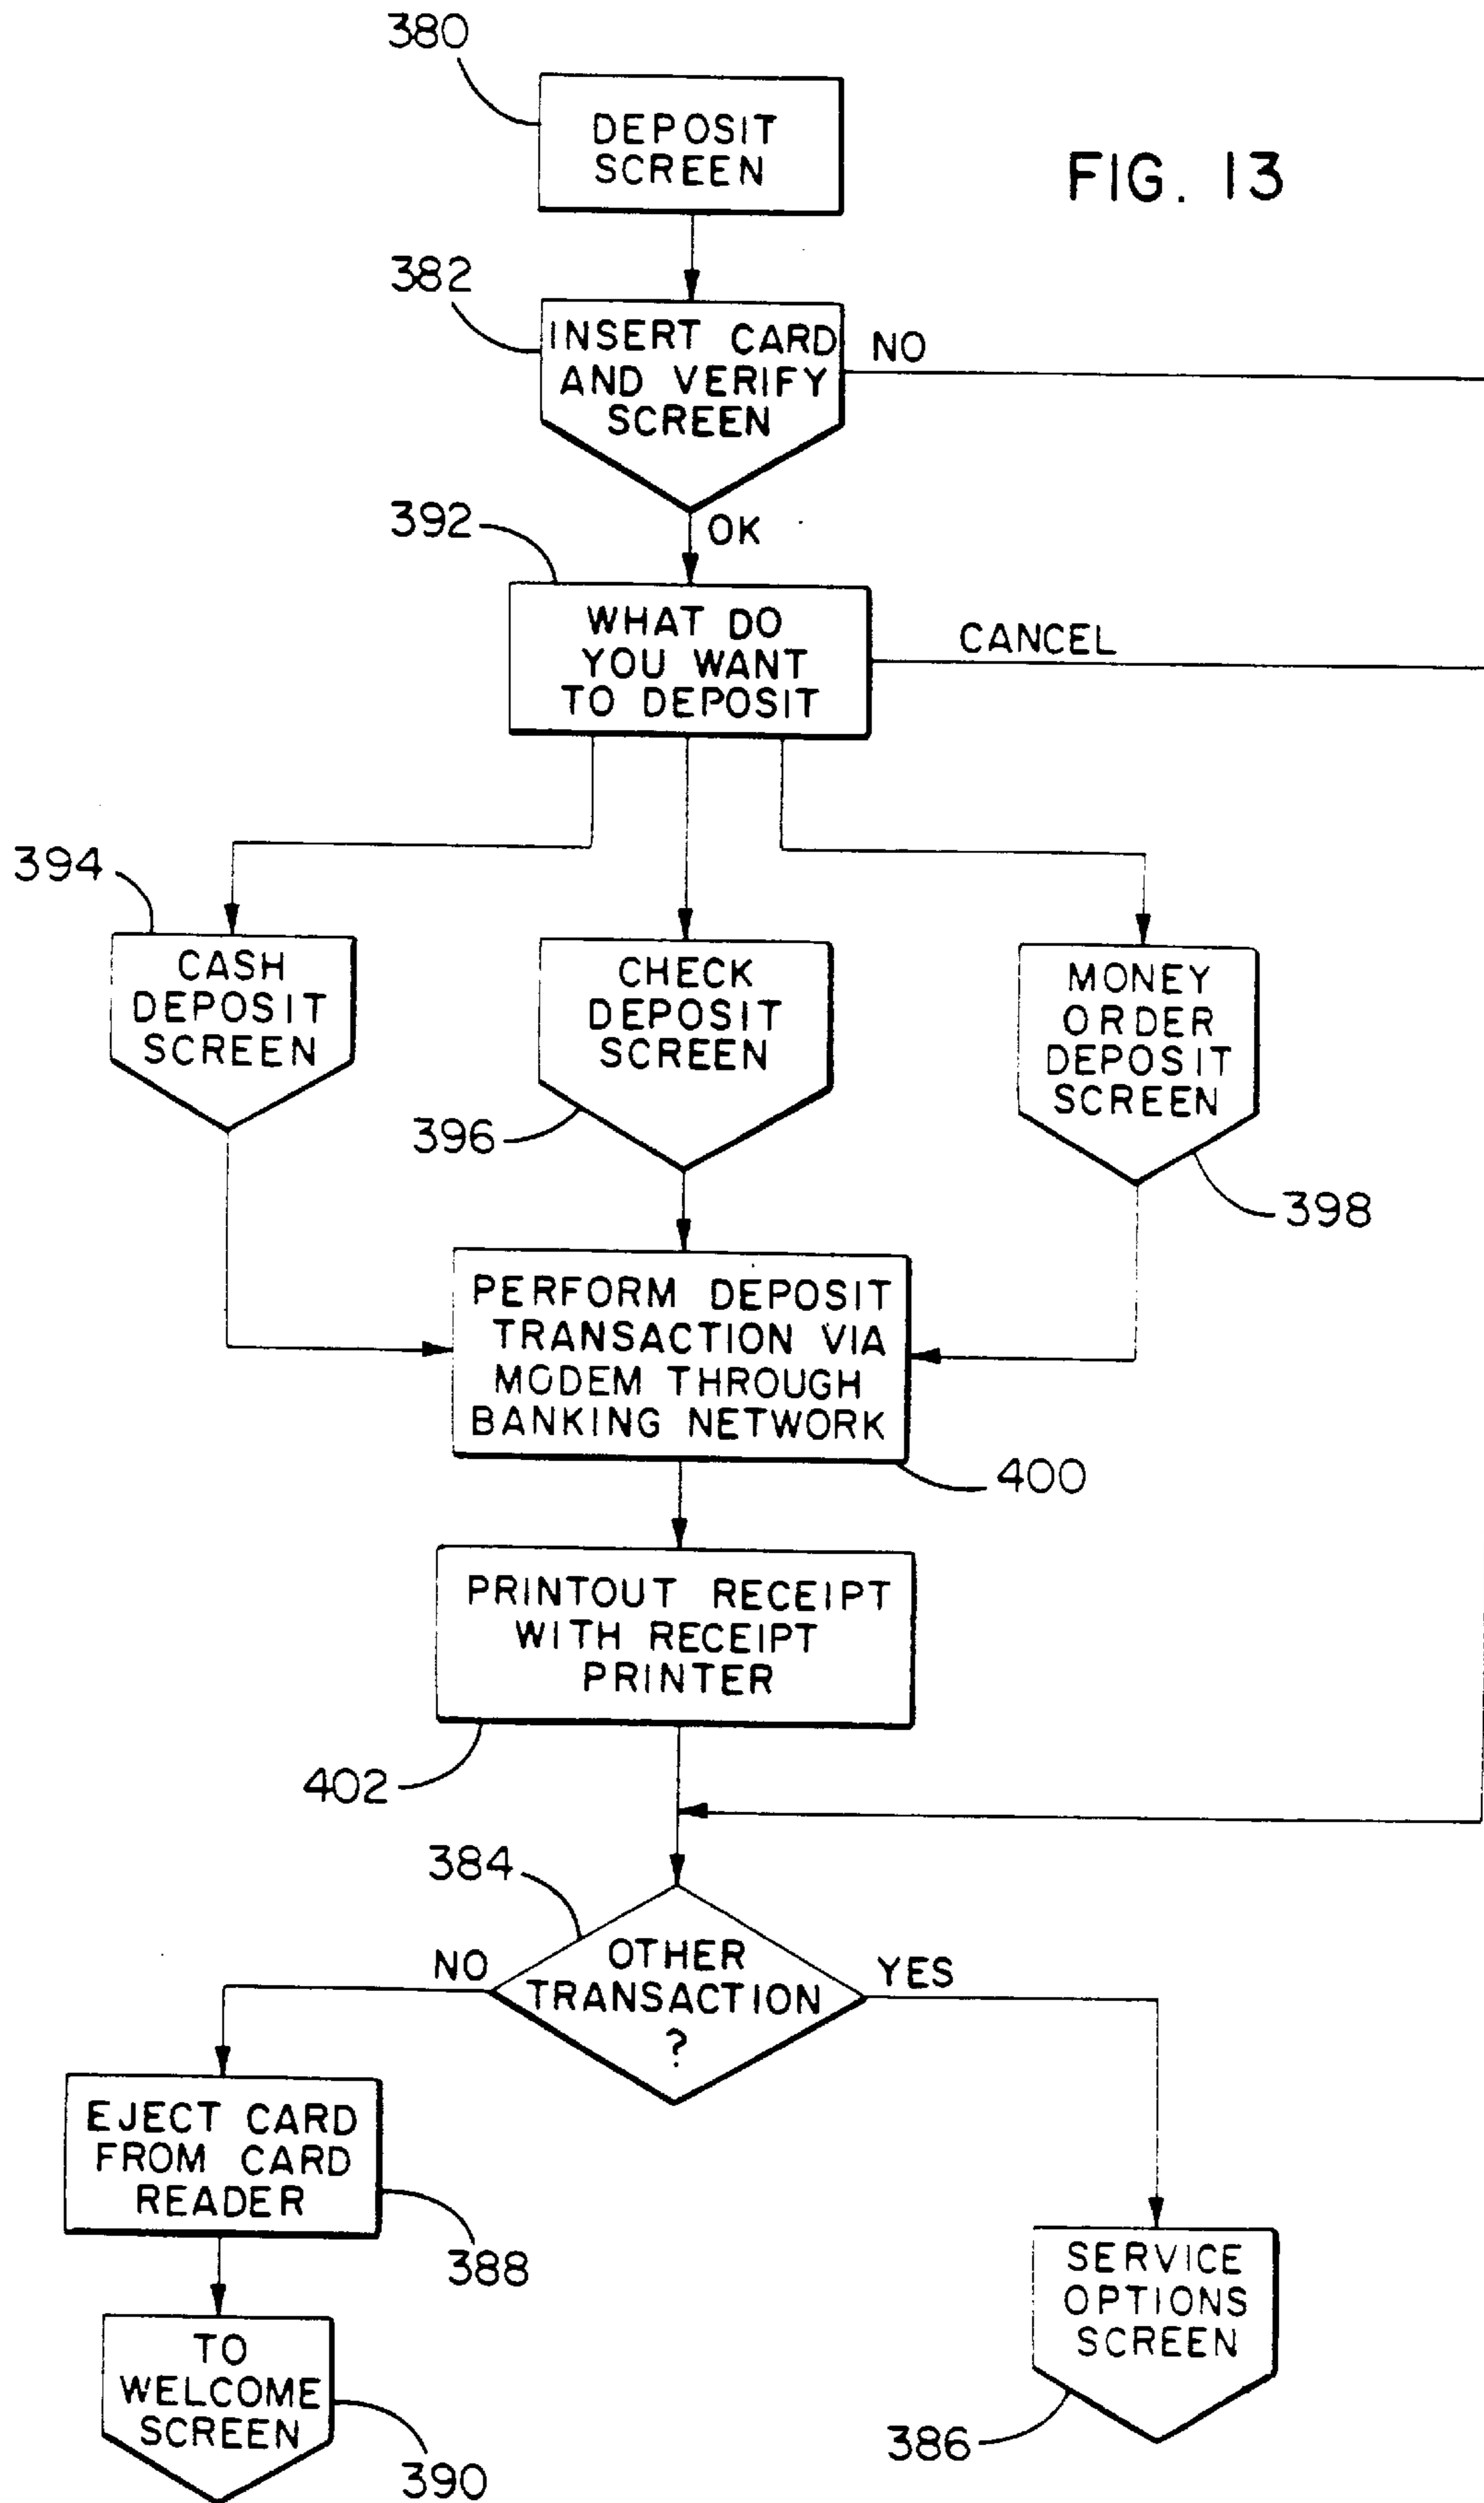 380
DEPOSIT
SCREEN
FIG. 13
382
INSERT CARD
AND VERIFY
SCREEN
NO
OK
392
WHAT DO
YOU WANT
TO DEPOSIT
CANCEL
394
CASH
DEPOSIT
SCREEN
CHECK
DEPOSIT
SCREEN
396
MONEY
ORDER
DEPOSIT
SCREEN
398
PERFORM DEPOSIT
TRANSACTION VIA
MODEM THROUGH
BANKING NETWORK
400
PRINTOUT RECEIPT
WITH RECEIPT
PRINTER
402
384
OTHER
TRANSACTION
?
NO
YES
EJECT CARD
FROM CARD
READER
388
TO
WELCOME
SCREEN
390
SERVICE
OPTIONS
SCREEN
386